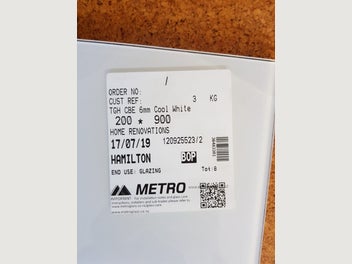 /
ORDER NO:
CUST REF: 3 KG
TGH CBE 6mm Cool White
200 * 900
HOME RENOVATIONS
17/07/19 120925523/2
HAMILTON BOP
END USE: GLAZING Tot:6
METRO